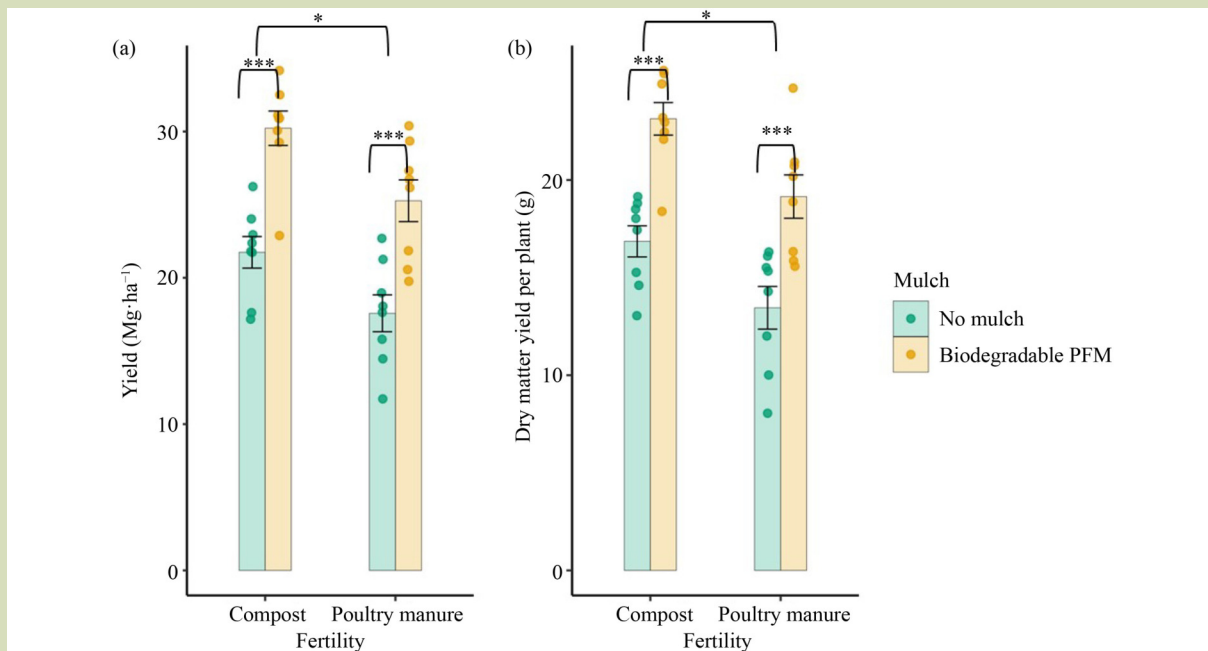 (a)
*
***
***
30
20
10
0
Yield (Mg·ha⁻¹)
Compost
Poultry manure
Fertility
(b)
*
***
***
20
10
0
Dry matter yield per plant (g)
Compost
Poultry manure
Fertility
Mulch
No mulch
Biodegradable PFM